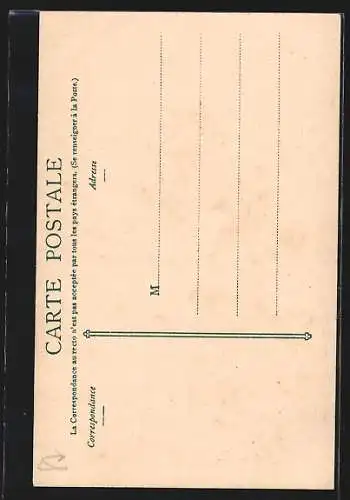 CARTE POSTALE
La Correspondance au recto n'est pas acceptée par tous les pays étrangers. (Se renseigner à la Poste.)
Correspondance
Adresse
M